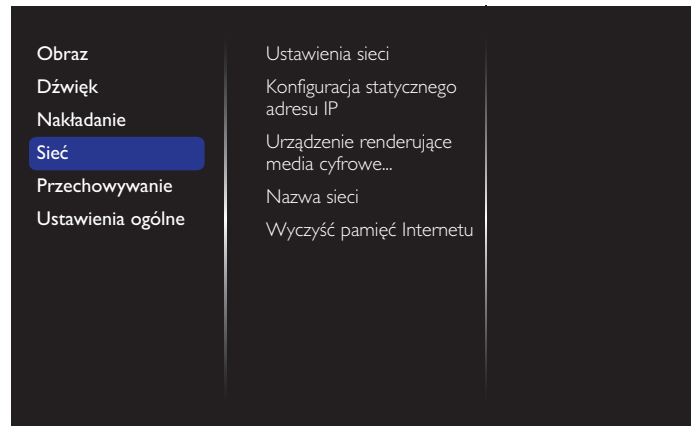 Obraz
Dźwięk
Nakładanie
Sieć
Przechowywanie
Ustawienia ogólne
Ustawienia sieci
Konfiguracja statycznego
adresu IP
Urządzenie renderujące
media cyfrowe...
Nazwa sieci
Wyczyść pamięć Internetu